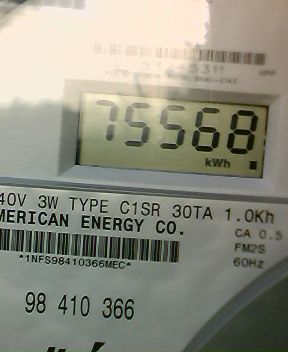 75568
kWh
40V 3W TYPE C1SR 30TA 1.0Kh
MERICAN ENERGY CO.
CA 0.5
*1NFS98410366MEC*
FM2S
60Hz
98 410 366